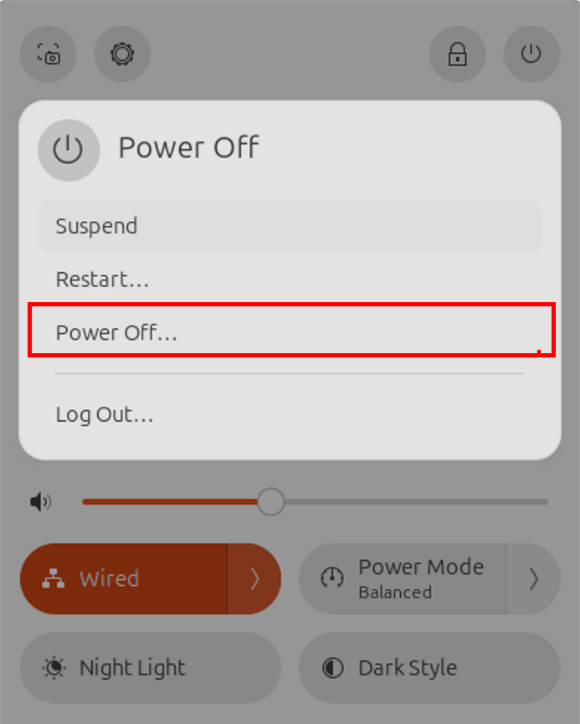 Power Off
Suspend
Restart...
Power Off...
Log Out...
Wired
Power Mode
Balanced
Night Light
Dark Style